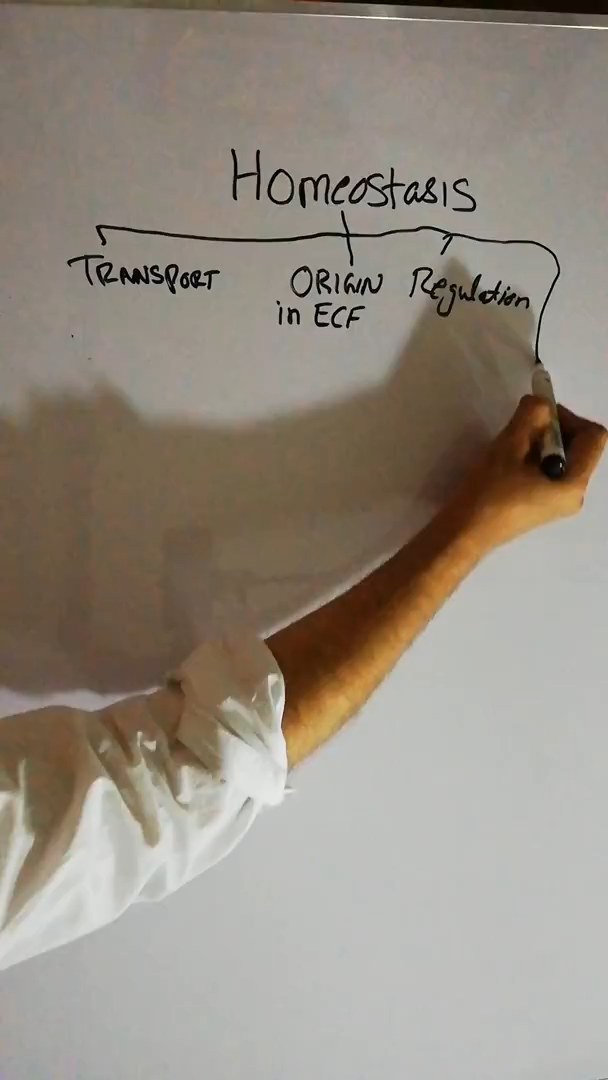 Homeostasis
TRANSPORT
ORIGIN
in ECF
Regulation